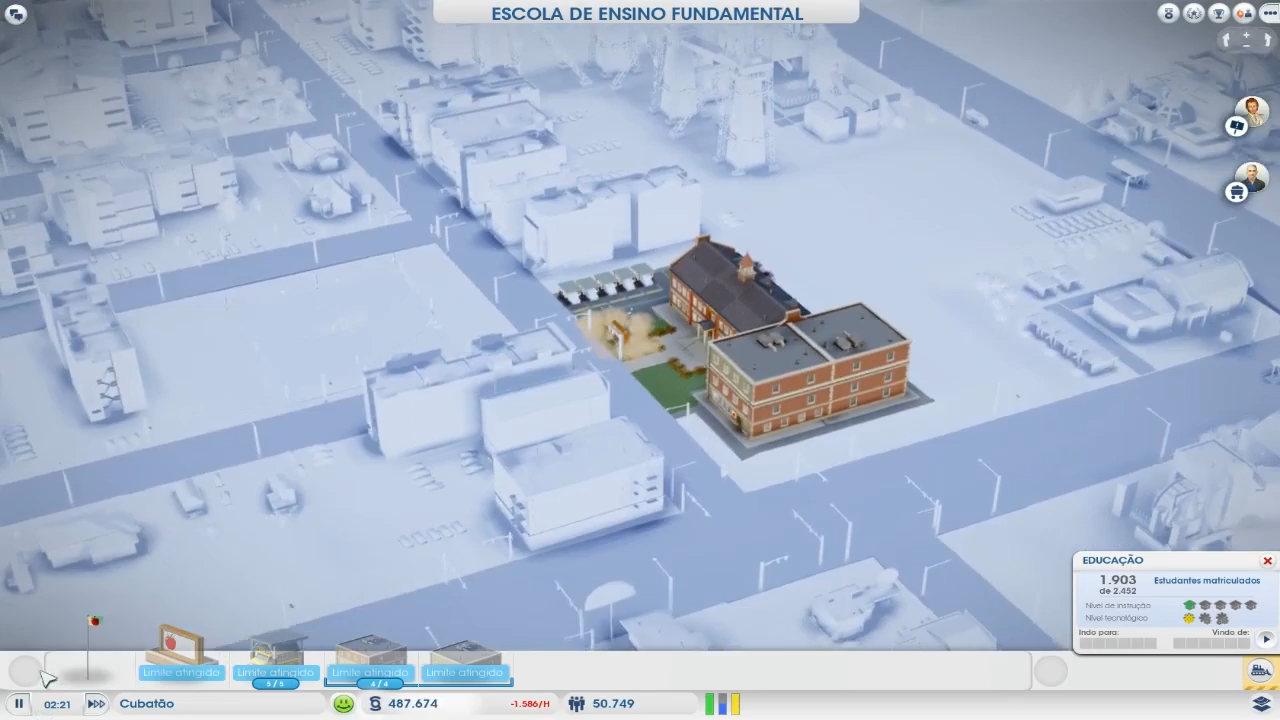 ESCOLA DE ENSINO FUNDAMENTAL
EDUCAÇÃO
1.903 Estudantes matriculados
de 2.452
Nível de instrução
Nível tecnológico
Indo para: Vindo de:
Limite atingido Limite atingido Limite atingido Limite atingido
5 / 5 4 / 4
02:21 Cubatão 487.674 -1.586/H 50.749